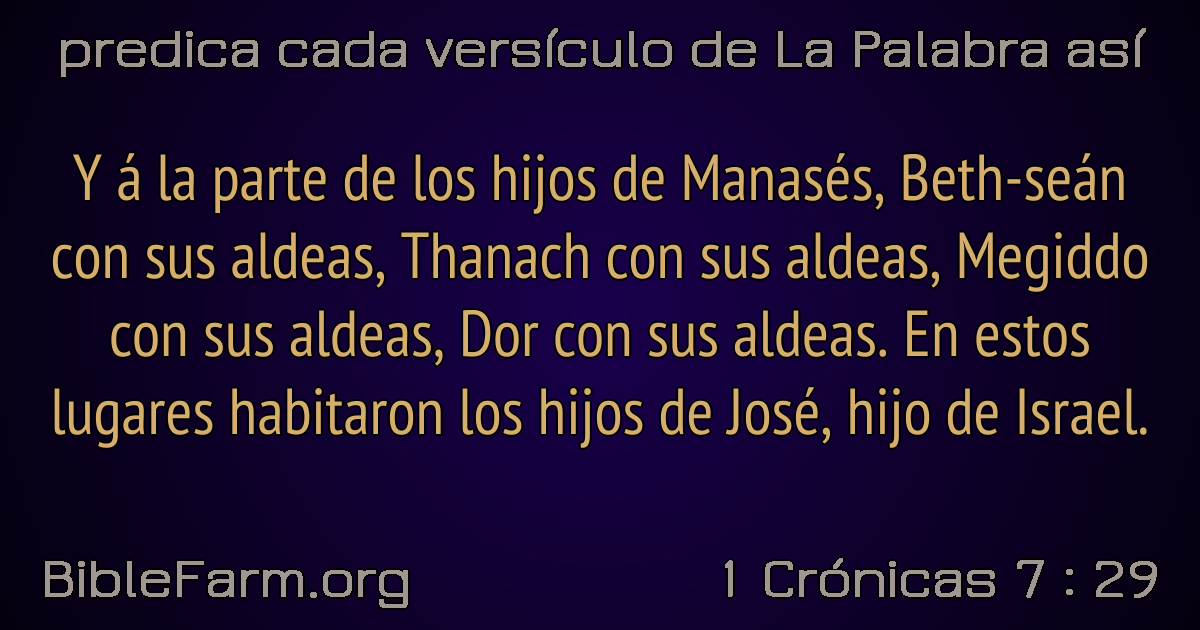 predica cada versículo de La Palabra así
Y á la parte de los hijos de Manasés, Beth-seán
con sus aldeas, Thanach con sus aldeas, Megiddo
con sus aldeas, Dor con sus aldeas. En estos
lugares habitaron los hijos de José, hijo de Israel.
BibleFarm.org
1 Crónicas 7 : 29